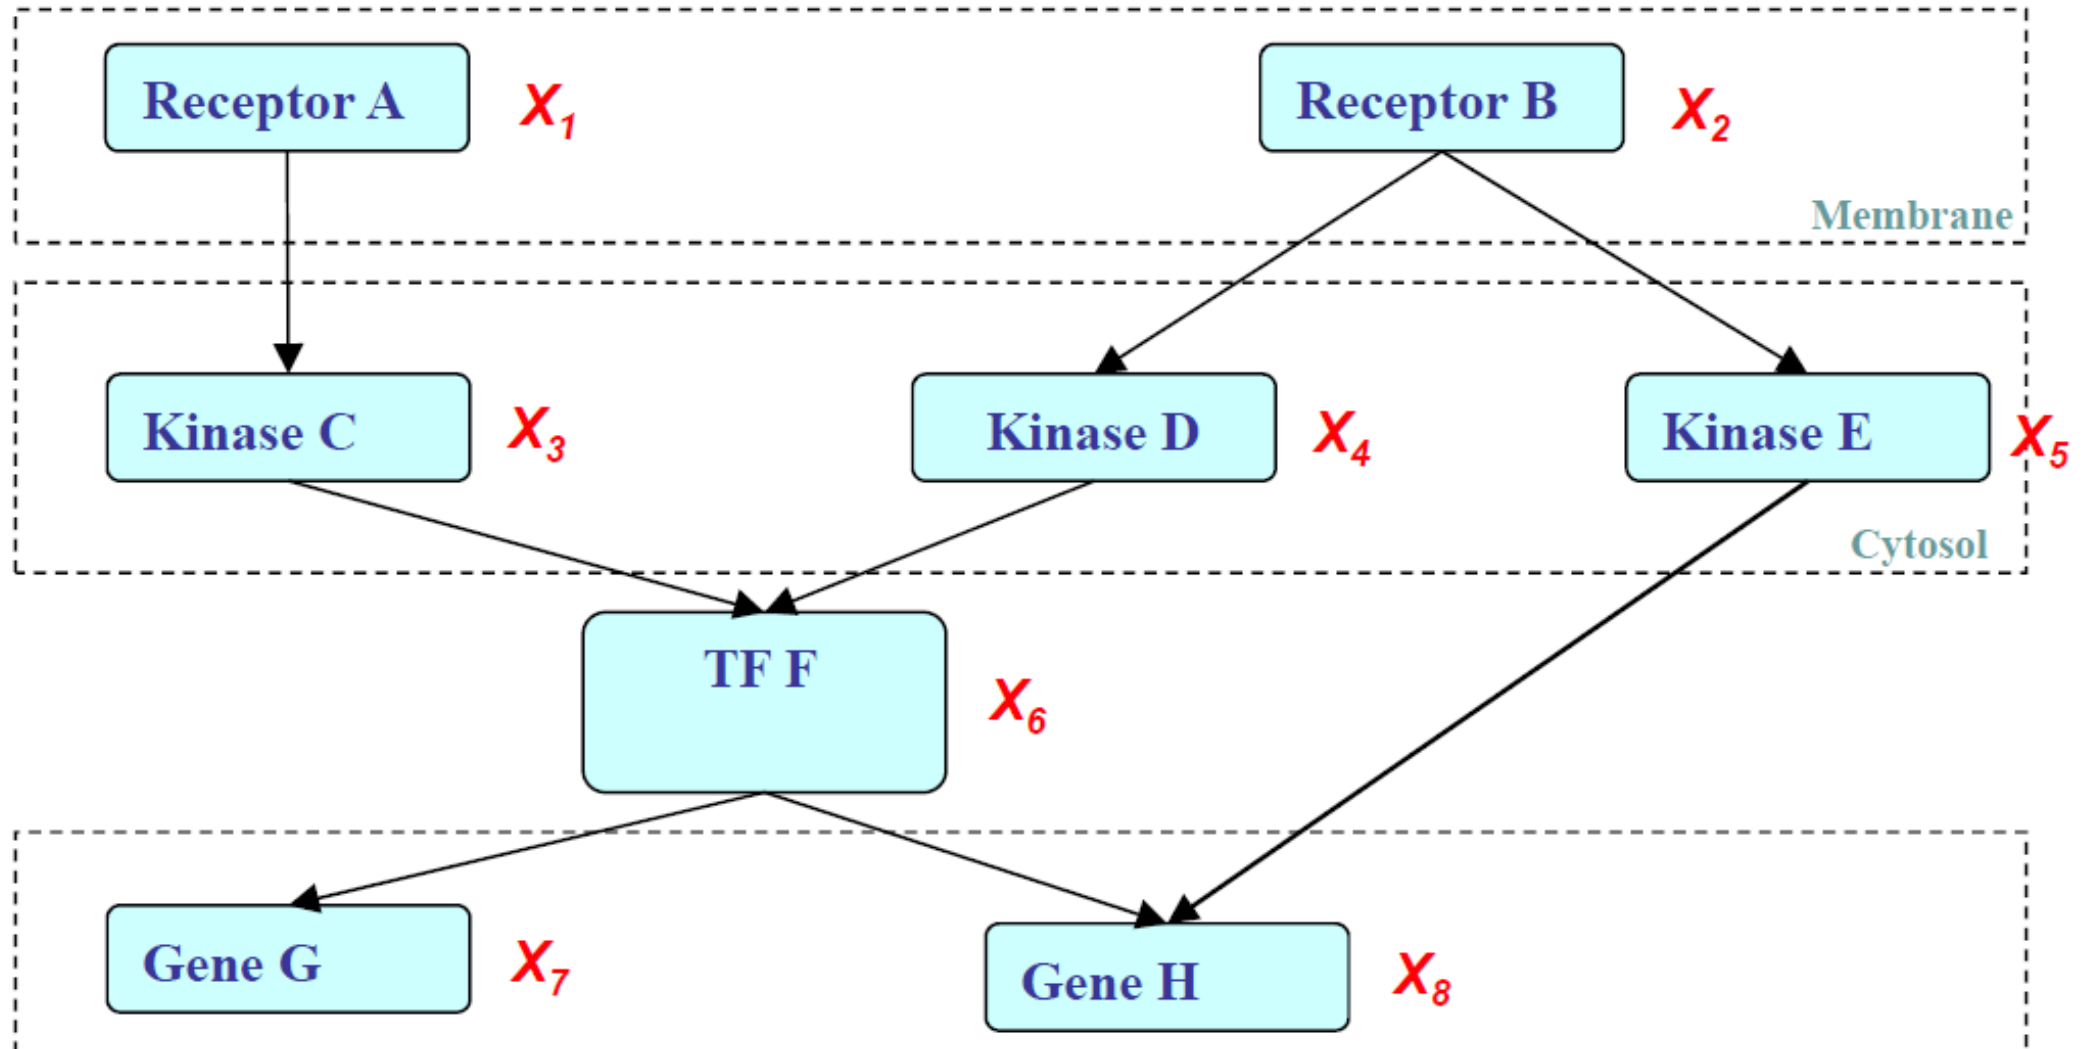 Receptor A
X1
Receptor B
X2
Membrane
Kinase C
X3
Kinase D
X4
Kinase E
X5
Cytosol
TF F
X6
Gene G
X7
Gene H
X8